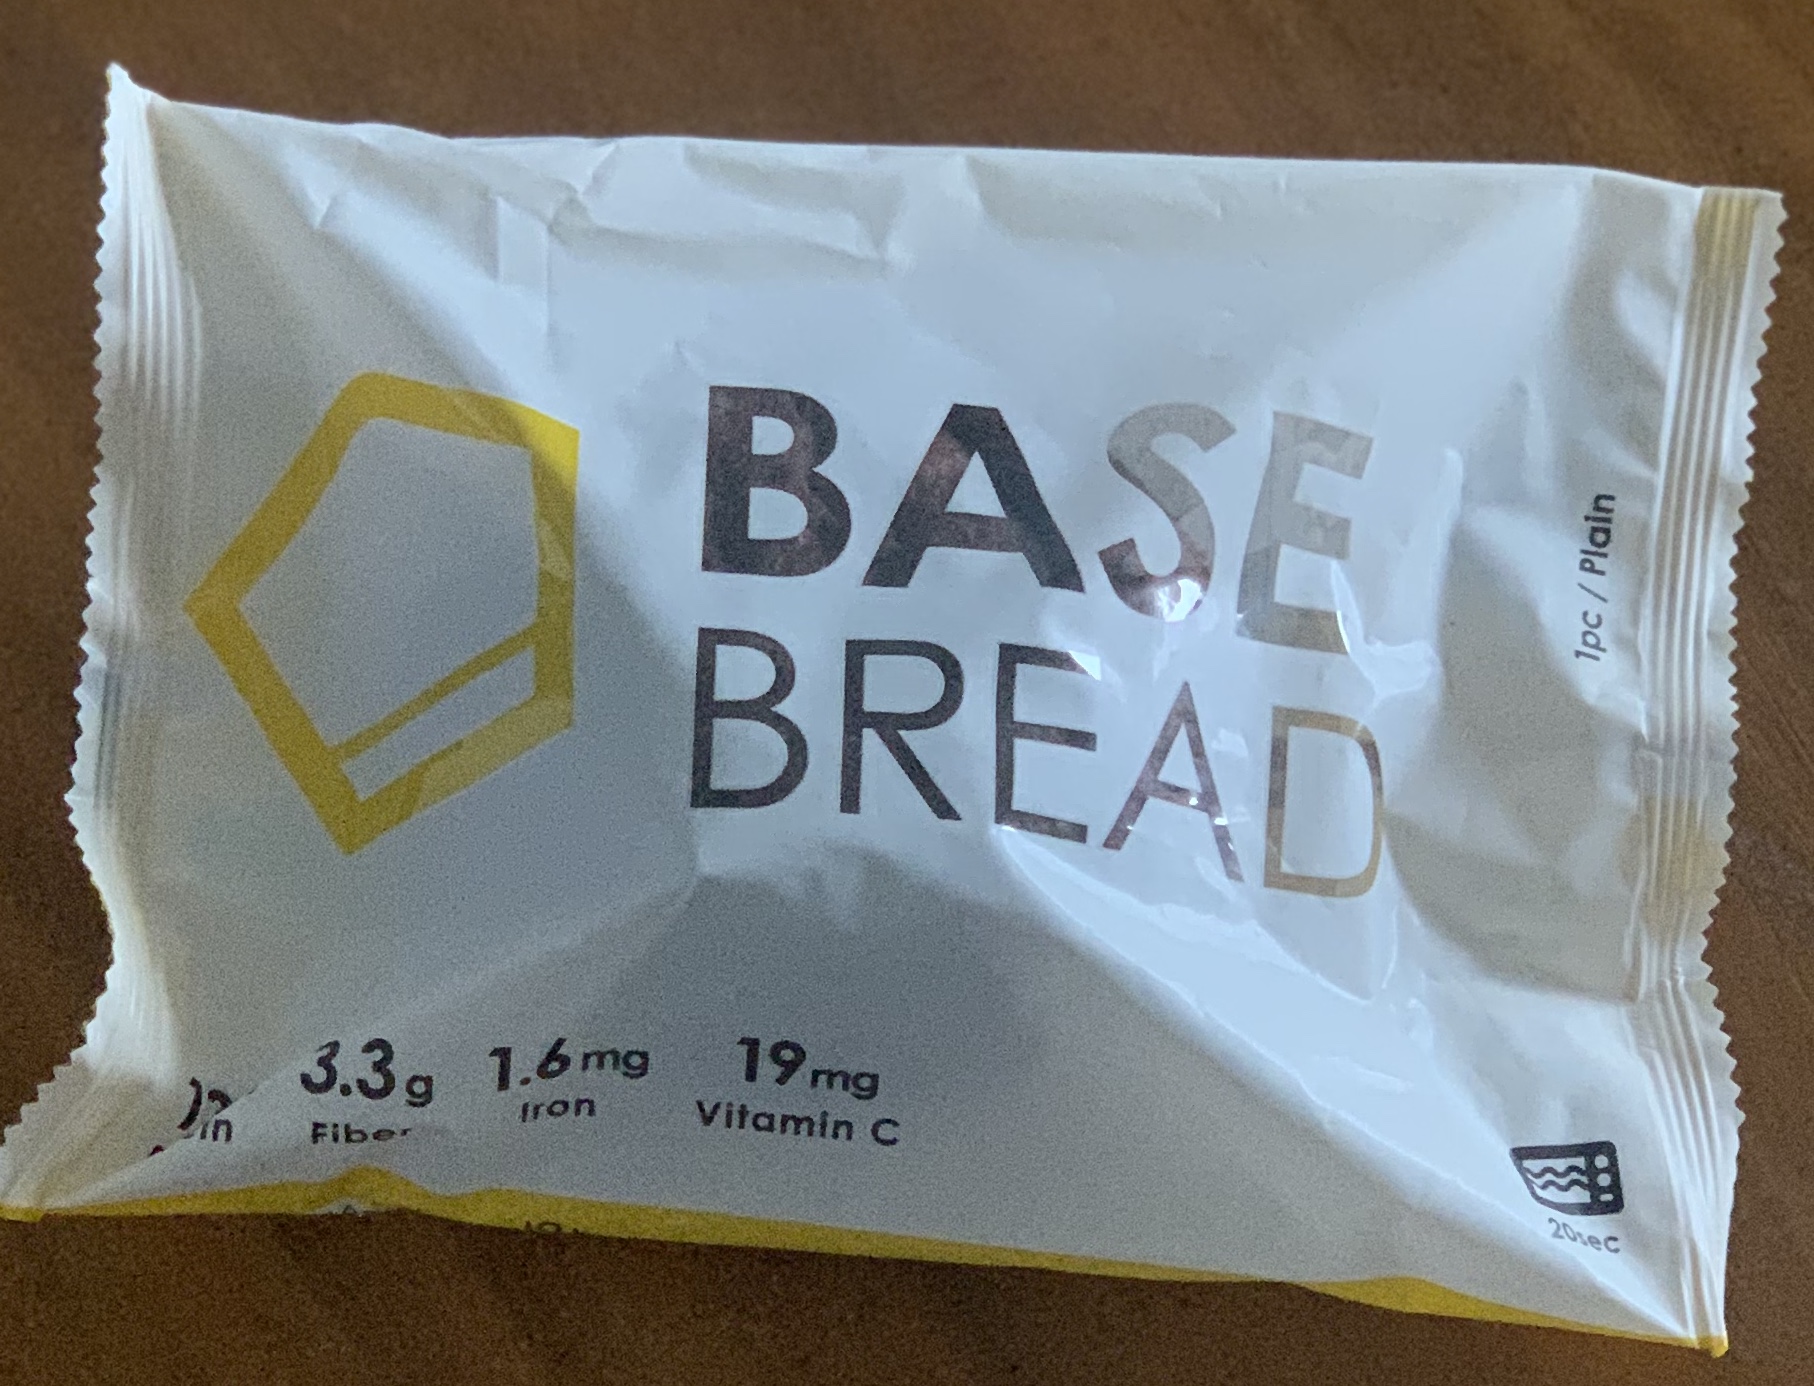 BASE
BREAD
1pc / Plain
3.3g 1.6mg 19mg
Fiber Iron Vitamin C
20sec